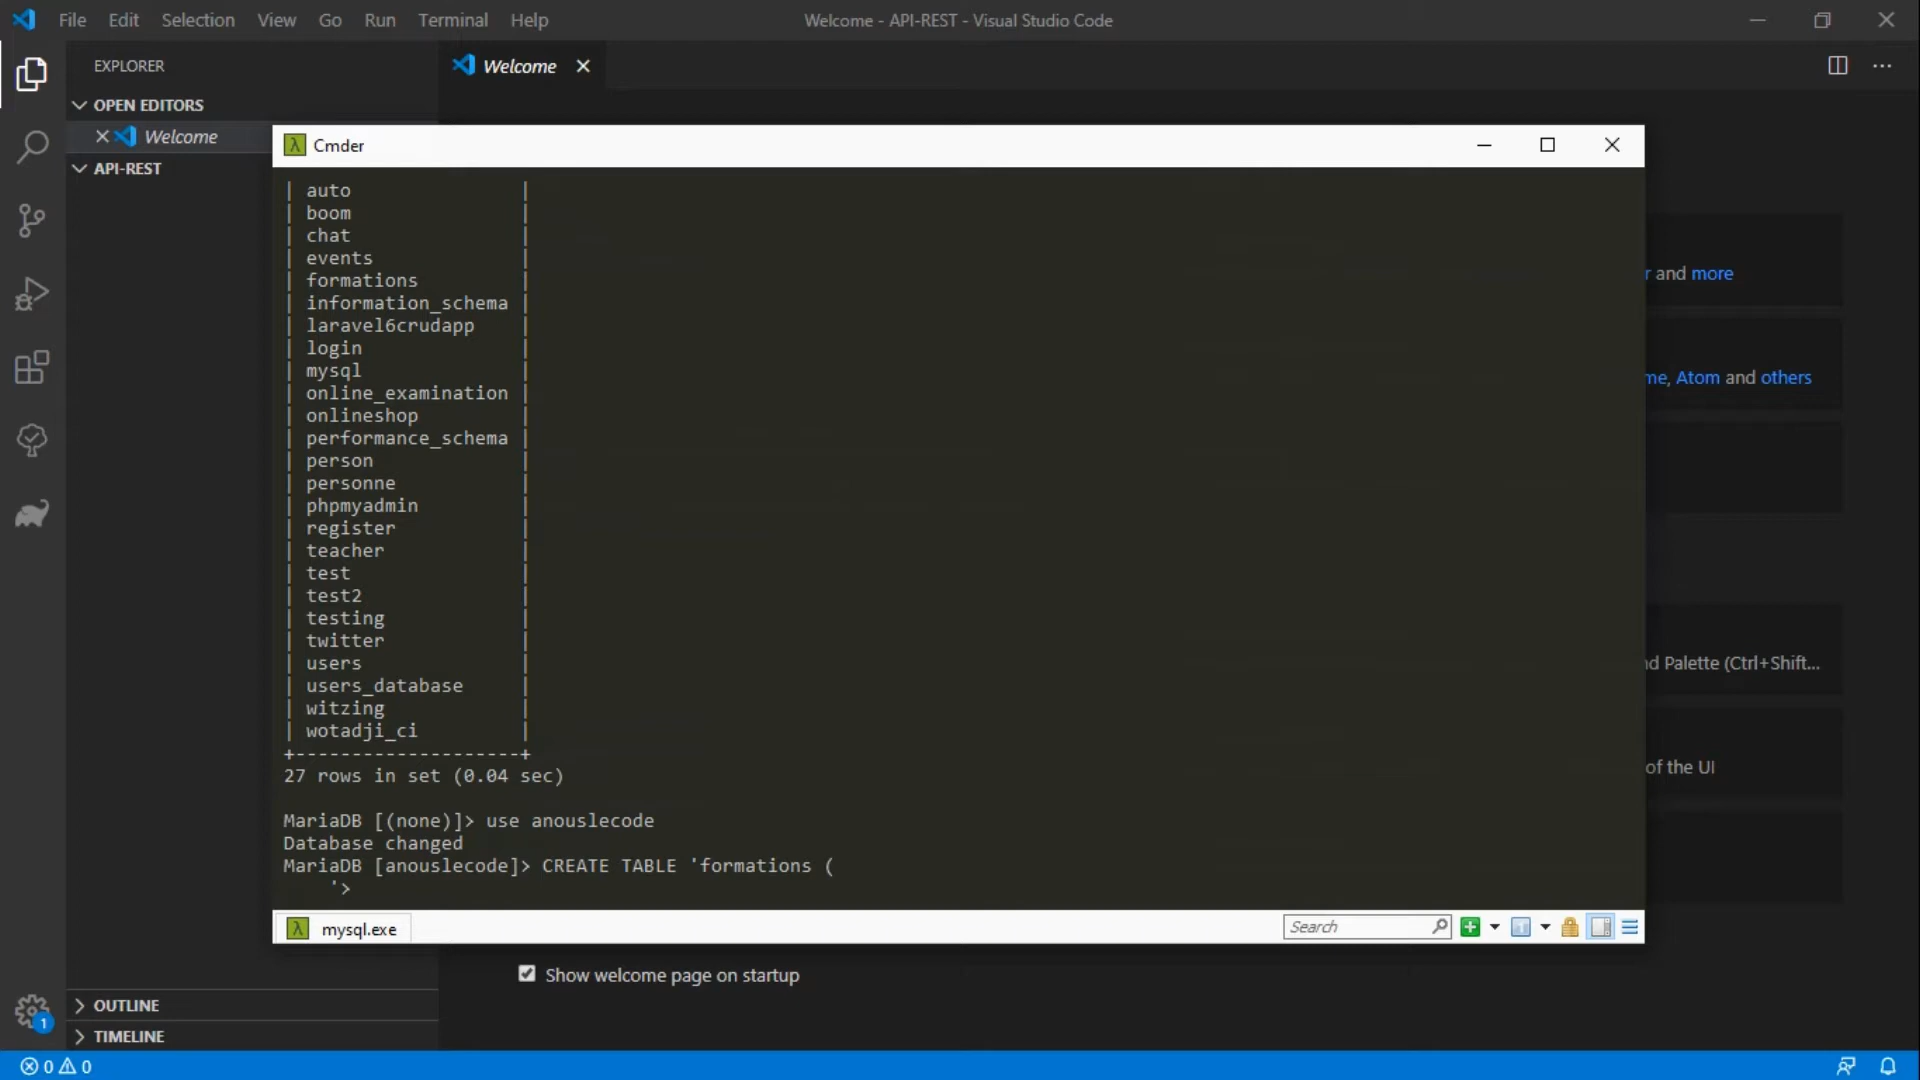 File Edit Selection View Go Run Terminal Help
Welcome - API-REST - Visual Studio Code
EXPLORER
Welcome
OPEN EDITORS
Welcome
API-REST
Cmder
| auto |
| boom |
| chat |
| events |
| formations |
| information_schema |
| laravel6crudapp |
| login |
| mysql |
| online_examination |
| onlineshop |
| performance_schema |
| person |
| personne |
| phpmyadmin |
| register |
| teacher |
| test |
| test2 |
| testing |
| twitter |
| users |
| users_database |
| witzing |
| wotadji_ci |
+--------------------+
27 rows in set (0.04 sec)
MariaDB [(none)]> use anouslecode
Database changed
MariaDB [anouslecode]> CREATE TABLE 'formations (
'>
r and more
me, Atom and others
nd Palette (Ctrl+Shift...
of the UI
mysql.exe
Search
Show welcome page on startup
OUTLINE
1
TIMELINE
0 0